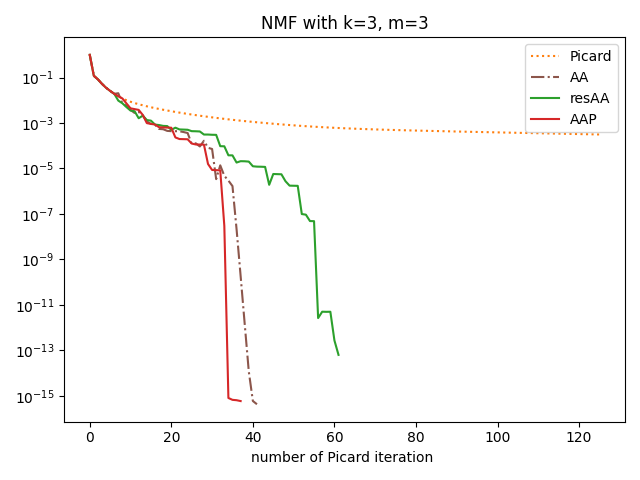 NMF with k=3, m=3
Picard
AA
resAA
AAP
10^{-1}
10^{-3}
10^{-5}
10^{-7}
10^{-9}
10^{-11}
10^{-13}
10^{-15}
0 20 40 60 80 100 120
number of Picard iteration